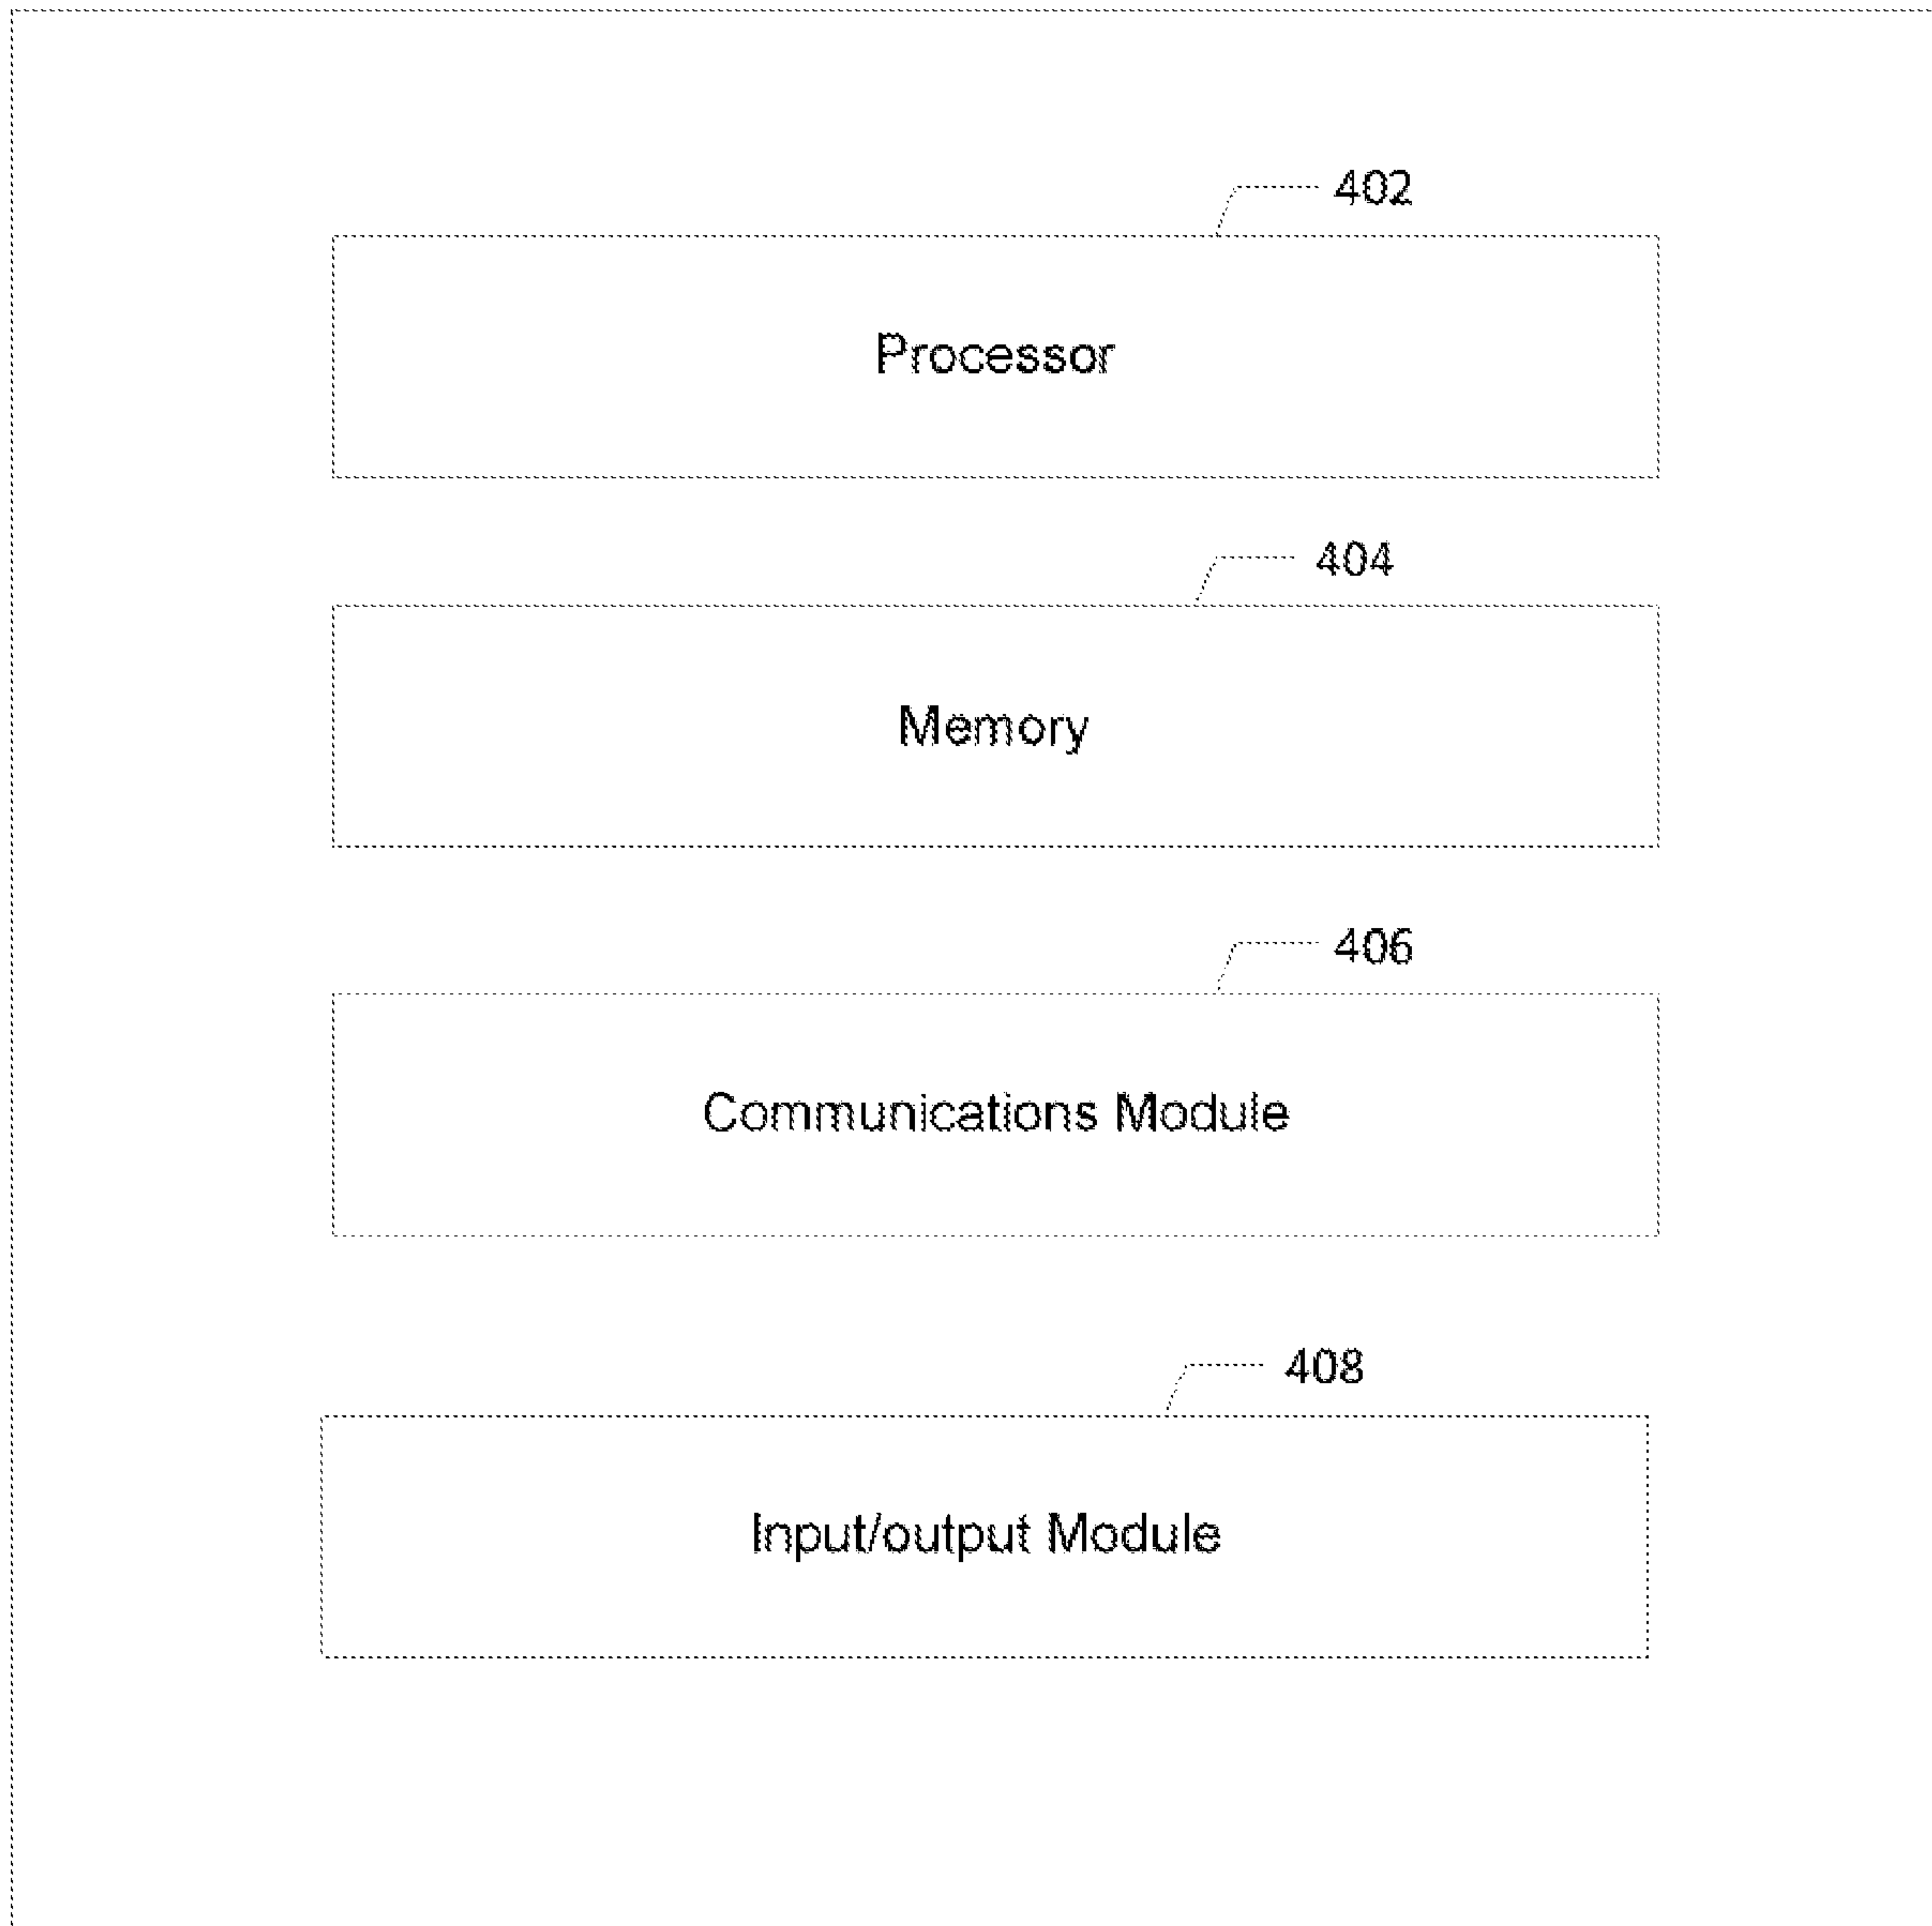 402
Processor
404
Memory
406
Communications Module
408
Input/output Module